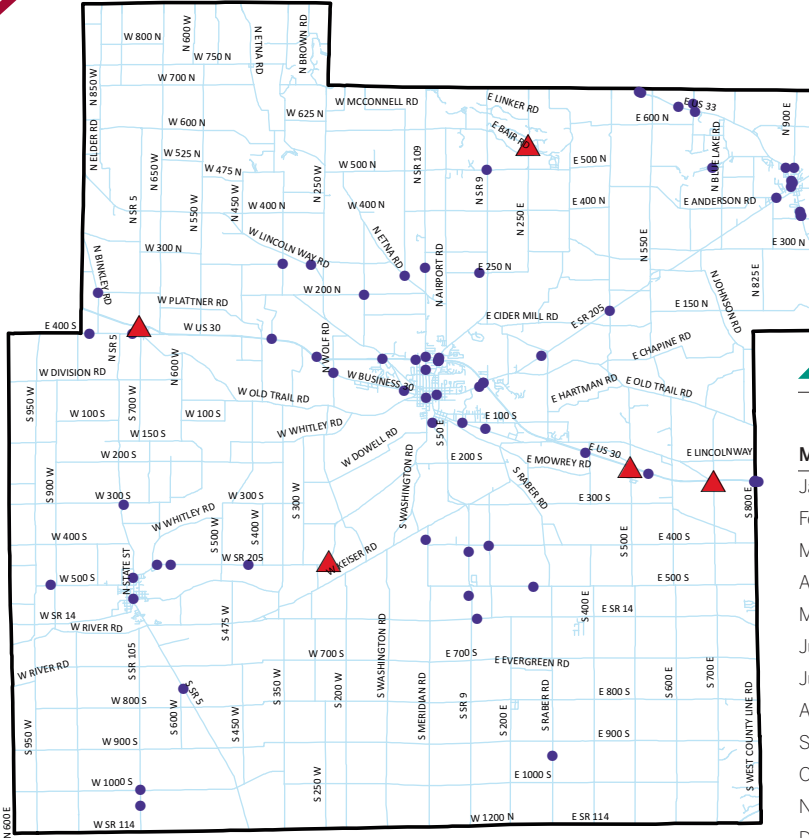 W 800 N
N 600 W
N ETNA RD
N BROWN RD
W 750 N
W 700 N
N 850 W
W MCCONNELL RD
E LINKER RD
E US 33
W 625 N
W 600 N
E 600 N
N 900 E
N ELDER RD
E BAIR RD
N BLUE LAKE RD
W 525 N
N 650 W
W 475 N
W 500 N
N SR 109
E 500 N
250 W
N SR 9
N SR 5
N 550 W
N 450 W
W 400 N
W 400 N
N 250 E
E 400 N
E ANDERSON RD
W 300 N
W LINCOLN WAY RD
N ETNA RD
N 550 E
E 300 N
N BINKLEY RD
N AIRPORT RD
E 250 N
N JOHNSON RD
N 825 E
W PLATTNER RD
W 200 N
E 150 N
E 400 S
W US 30
E CIDER MILL RD
E SR 205
N SR 5
N 600 W
N WOLF RD
E CHAPINE RD
W DIVISION RD
W BUSINESS 30
E HARTMAN RD
E OLD TRAIL RD
S 950 W
S 700 W
W OLD TRAIL RD
W 100 S
W 100 S
E 100 S
W 150 S
W WHITLEY RD
S 50 E
W DOWELL RD
W 200 S
E 200 S
E US 30
E MOWREY RD
E LINCOLNWAY
S 900 W
S WASHINGTON RD
S RABER RD
W 300 S
W 300 S
S 300 W
E 300 S
S 800 E
W WHITLEY RD
S 500 W
S 400 W
W 400 S
S 500 E
E 400 S
W SR 205
W KEISER RD
W 500 S
N STATE ST
E 500 S
S 400 E
E SR 14
W SR 14
W RIVER RD
S 475 W
W RIVER RD
S SR 105
W 700 S
S WASHINGTON RD
E 700 S
E EVERGREEN RD
S 350 W
S 200 W
S 600 E
S 700 E
S SR 5
W 800 S
S 600 W
S 450 W
S MERIDIAN RD
S SR 9
S 200 E
S RABER RD
E 800 S
S WEST COUNTY LINE RD
S 950 W
W 900 S
E 900 S
W 1000 S
S 250 W
E 1000 S
N 600 E
W SR 114
W 1200 N
E SR 114